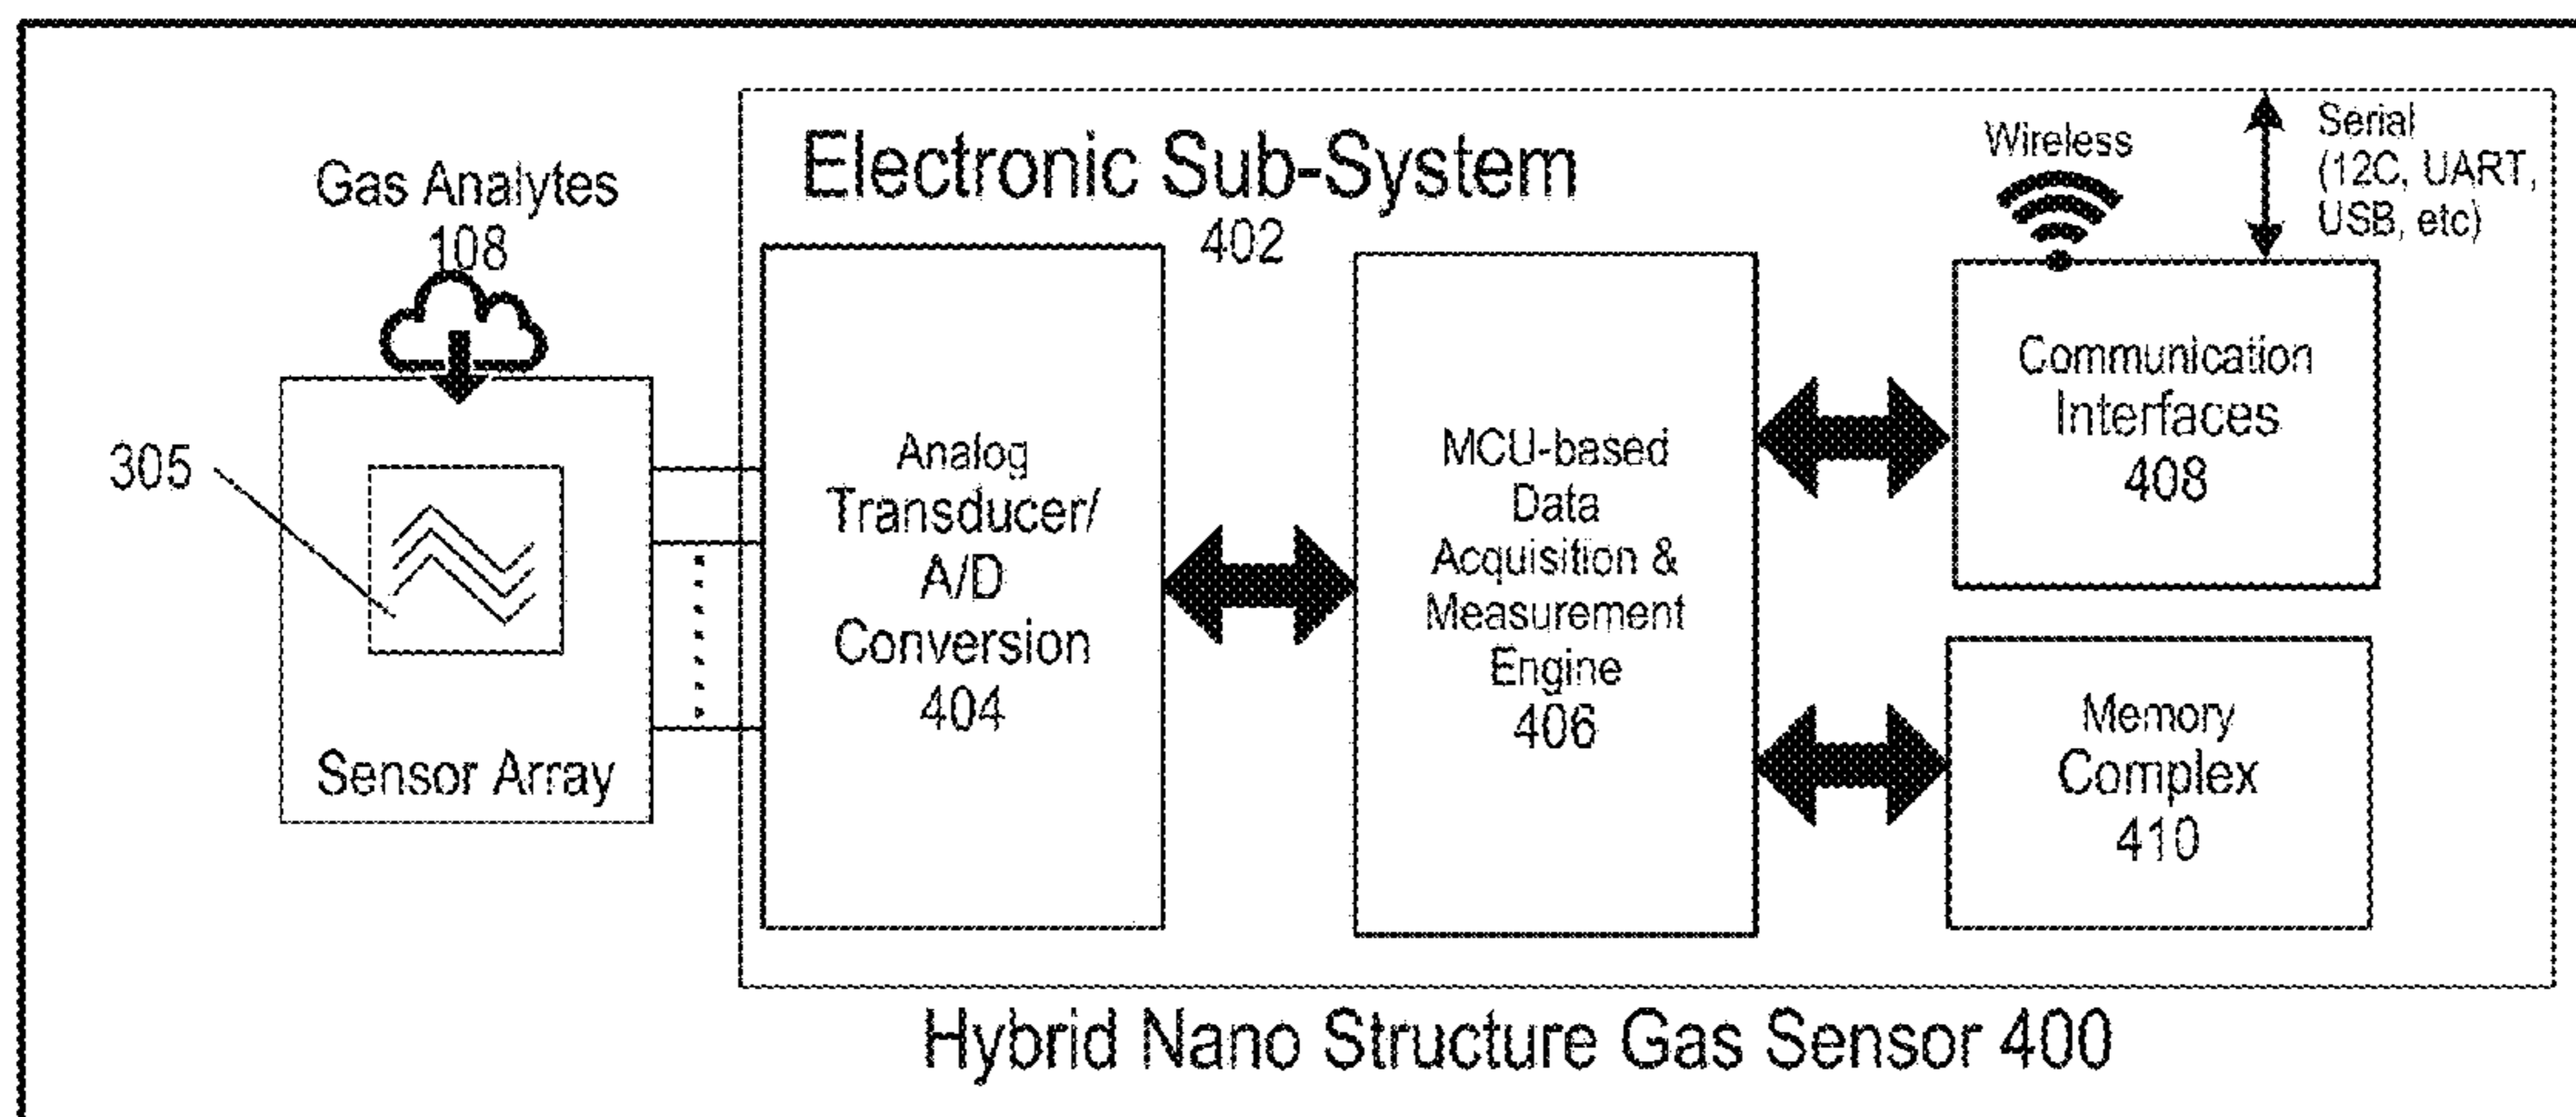 Gas Analytes
108
305
Sensor Array
Electronic Sub-System
402
Analog
Transducer/
A/D
Conversion
404
MCU-based
Data
Acquisition &
Measurement
Engine
406
Wireless
Serial
(12C, UART,
USB, etc)
Communication
Interfaces
408
Memory
Complex
410
Hybrid Nano Structure Gas Sensor 400